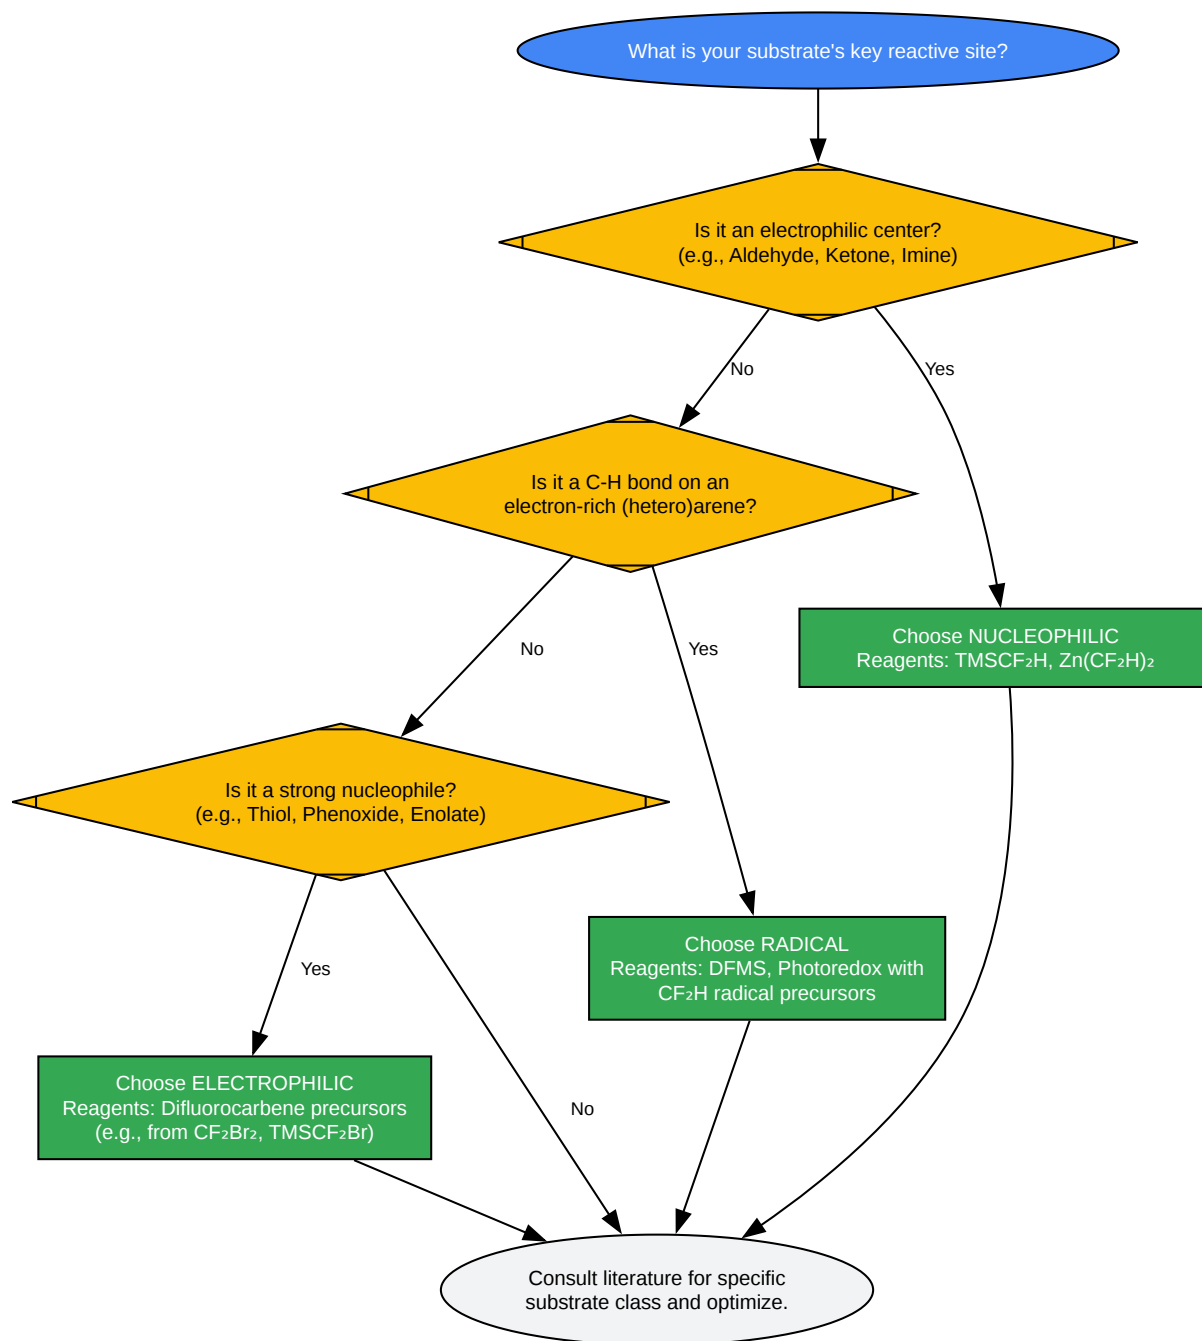 What is your substrate's key reactive site?
Is it an electrophilic center?
(e.g., Aldehyde, Ketone, Imine)
No
Yes
Is it a C-H bond on an
electron-rich (hetero)arene?
Choose NUCLEOPHILIC
Reagents: TMSCF₂H, Zn(CF₂H)₂
No
Yes
Is it a strong nucleophile?
(e.g., Thiol, Phenoxide, Enolate)
Choose RADICAL
Reagents: DFMS, Photoredox with
CF₂H radical precursors
Yes
No
Choose ELECTROPHILIC
Reagents: Difluorocarbene precursors
(e.g., from CF₂Br₂, TMSCF₂Br)
Consult literature for specific
substrate class and optimize.